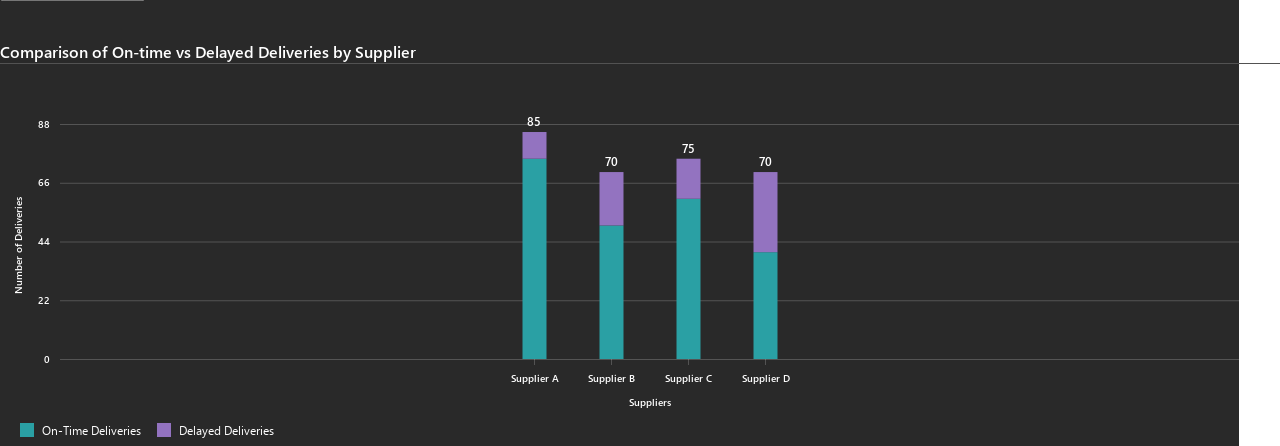 Comparison of On-time vs Delayed Deliveries by Supplier
88
66
44
22
0
Number of Deliveries
85
70
75
70
Supplier A
Supplier B
Supplier C
Supplier D
Suppliers
On-Time Deliveries
Delayed Deliveries